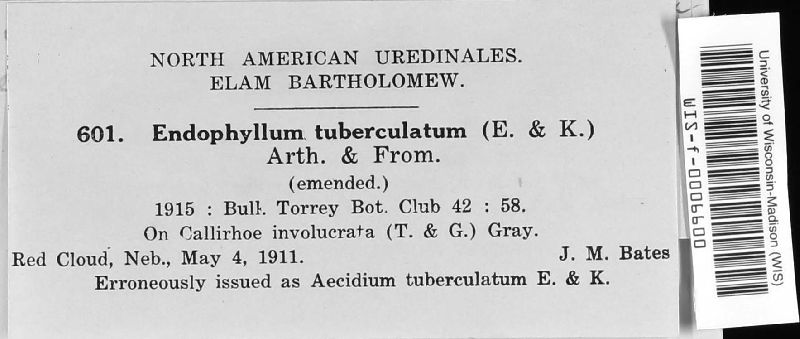 NORTH AMERICAN UREDINALES.
ELAM BARTHOLOMEW.
601. Endophyllum tuberculatum (E. & K.)
Arth. & From.
(emended.)
1915 : Bull. Torrey Bot. Club 42 : 58.
On Callirhoe involucrata (T. & G.) Gray.
Red Cloud, Neb., May 4, 1911. J. M. Bates
Erroneously issued as Aecidium tuberculatum E. & K.
University of Wisconsin-Madison (WIS)
WIS-f-0009600